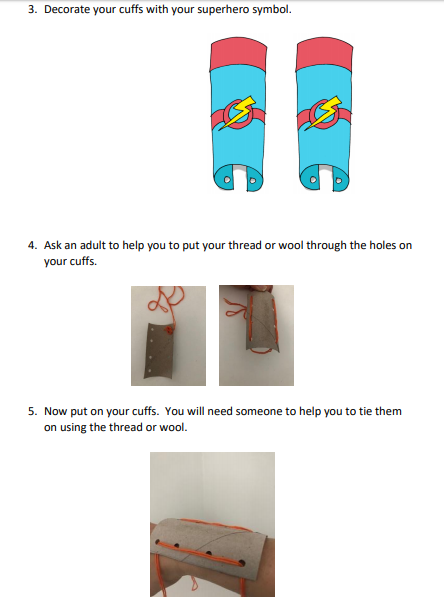 3. Decorate your cuffs with your superhero symbol.
4. Ask an adult to help you to put your thread or wool through the holes on
your cuffs.
5. Now put on your cuffs. You will need someone to help you to tie them
on using the thread or wool.